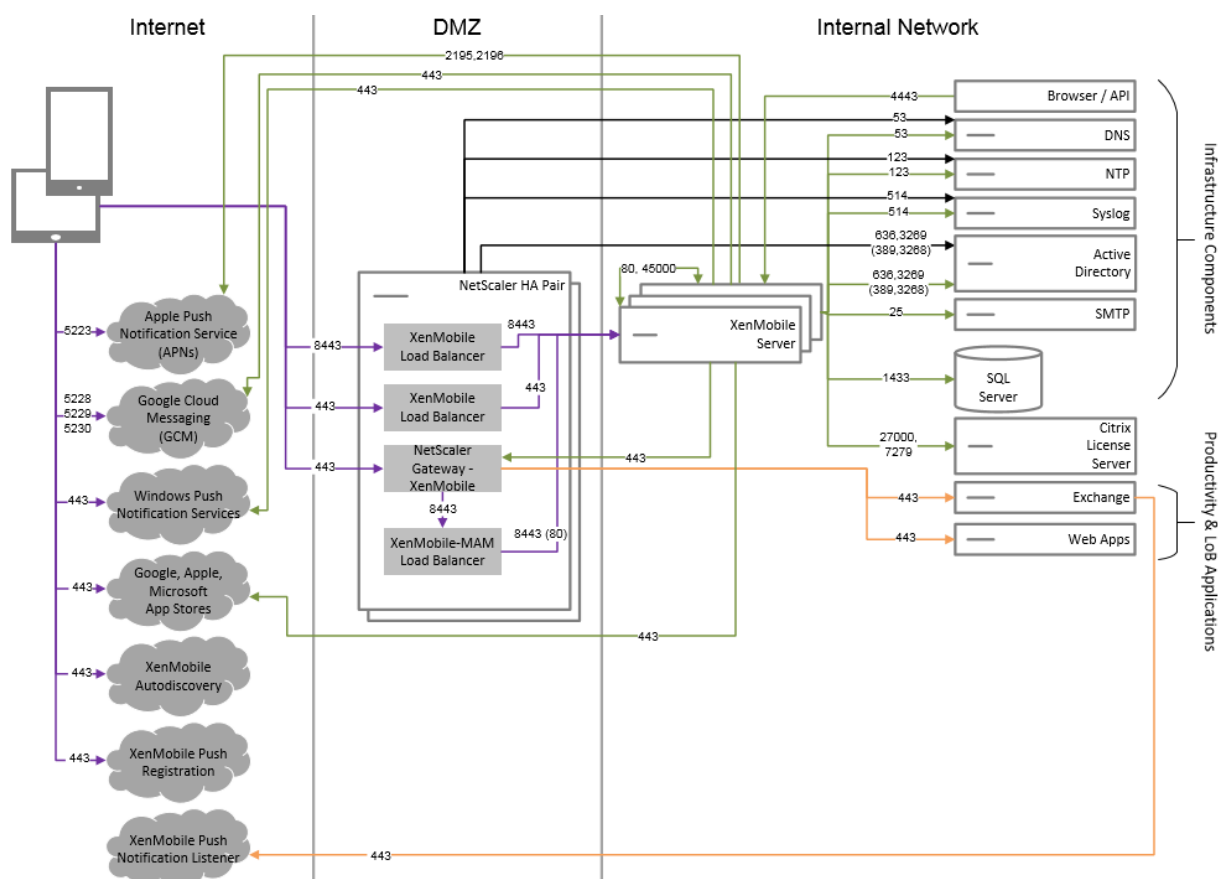 Internet
DMZ
Internal Network
2195,2196
443
443
4443
Browser / API
53
53
DNS
123
123
NTP
514
514
Syslog
636,3269
(389,3268)
636,3269
(389,3268)
Active
Directory
25
SMTP
1433
SQL
Server
27000,
7279
Citrix
License
Server
443
Exchange
443
Web Apps
Infrastructure Components
Productivity & LoB Applications
80, 45000
XenMobile
Server
NetScaler HA Pair
8443
XenMobile
Load Balancer
8443
443
XenMobile
Load Balancer
443
443
NetScaler
Gateway -
XenMobile
443
8443
XenMobile-MAM
Load Balancer
8443 (80)
5223
Apple Push
Notification Service
(APNs)
5228
5229
5230
Google Cloud
Messaging
(GCM)
443
Windows Push
Notification Services
443
Google, Apple,
Microsoft
App Stores
443
443
XenMobile
Autodiscovery
443
XenMobile Push
Registration
XenMobile Push
Notification Listener
443